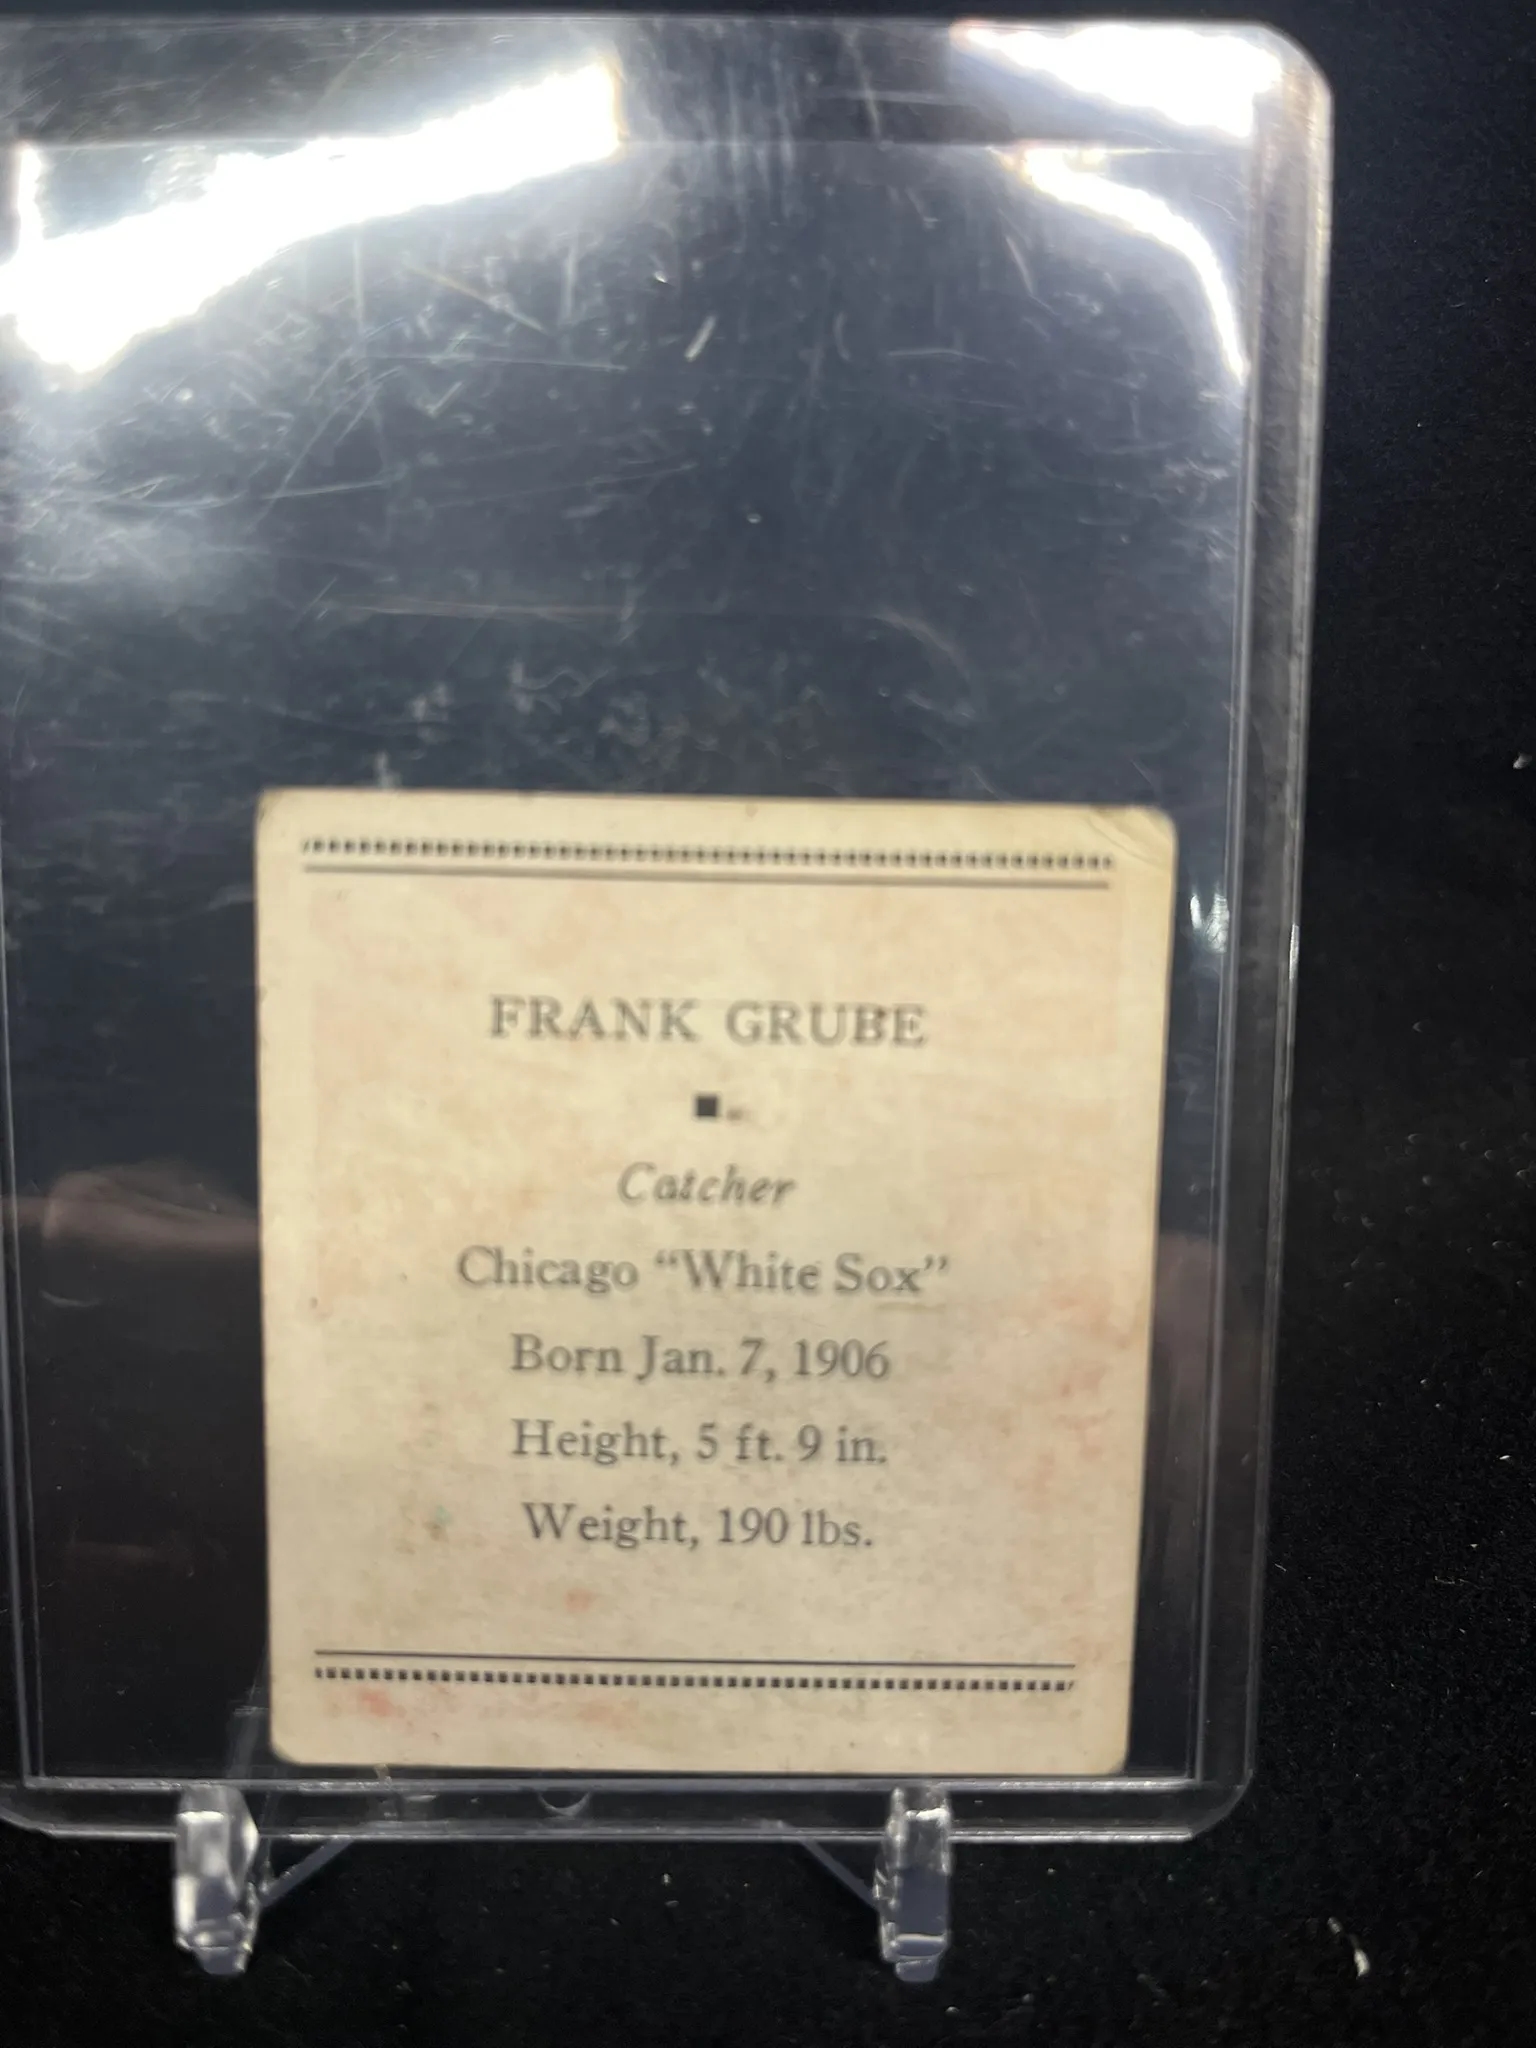 FRANK GRUBE
Catcher
Chicago “White Sox”
Born Jan. 7, 1906
Height, 5 ft. 9 in.
Weight, 190 lbs.